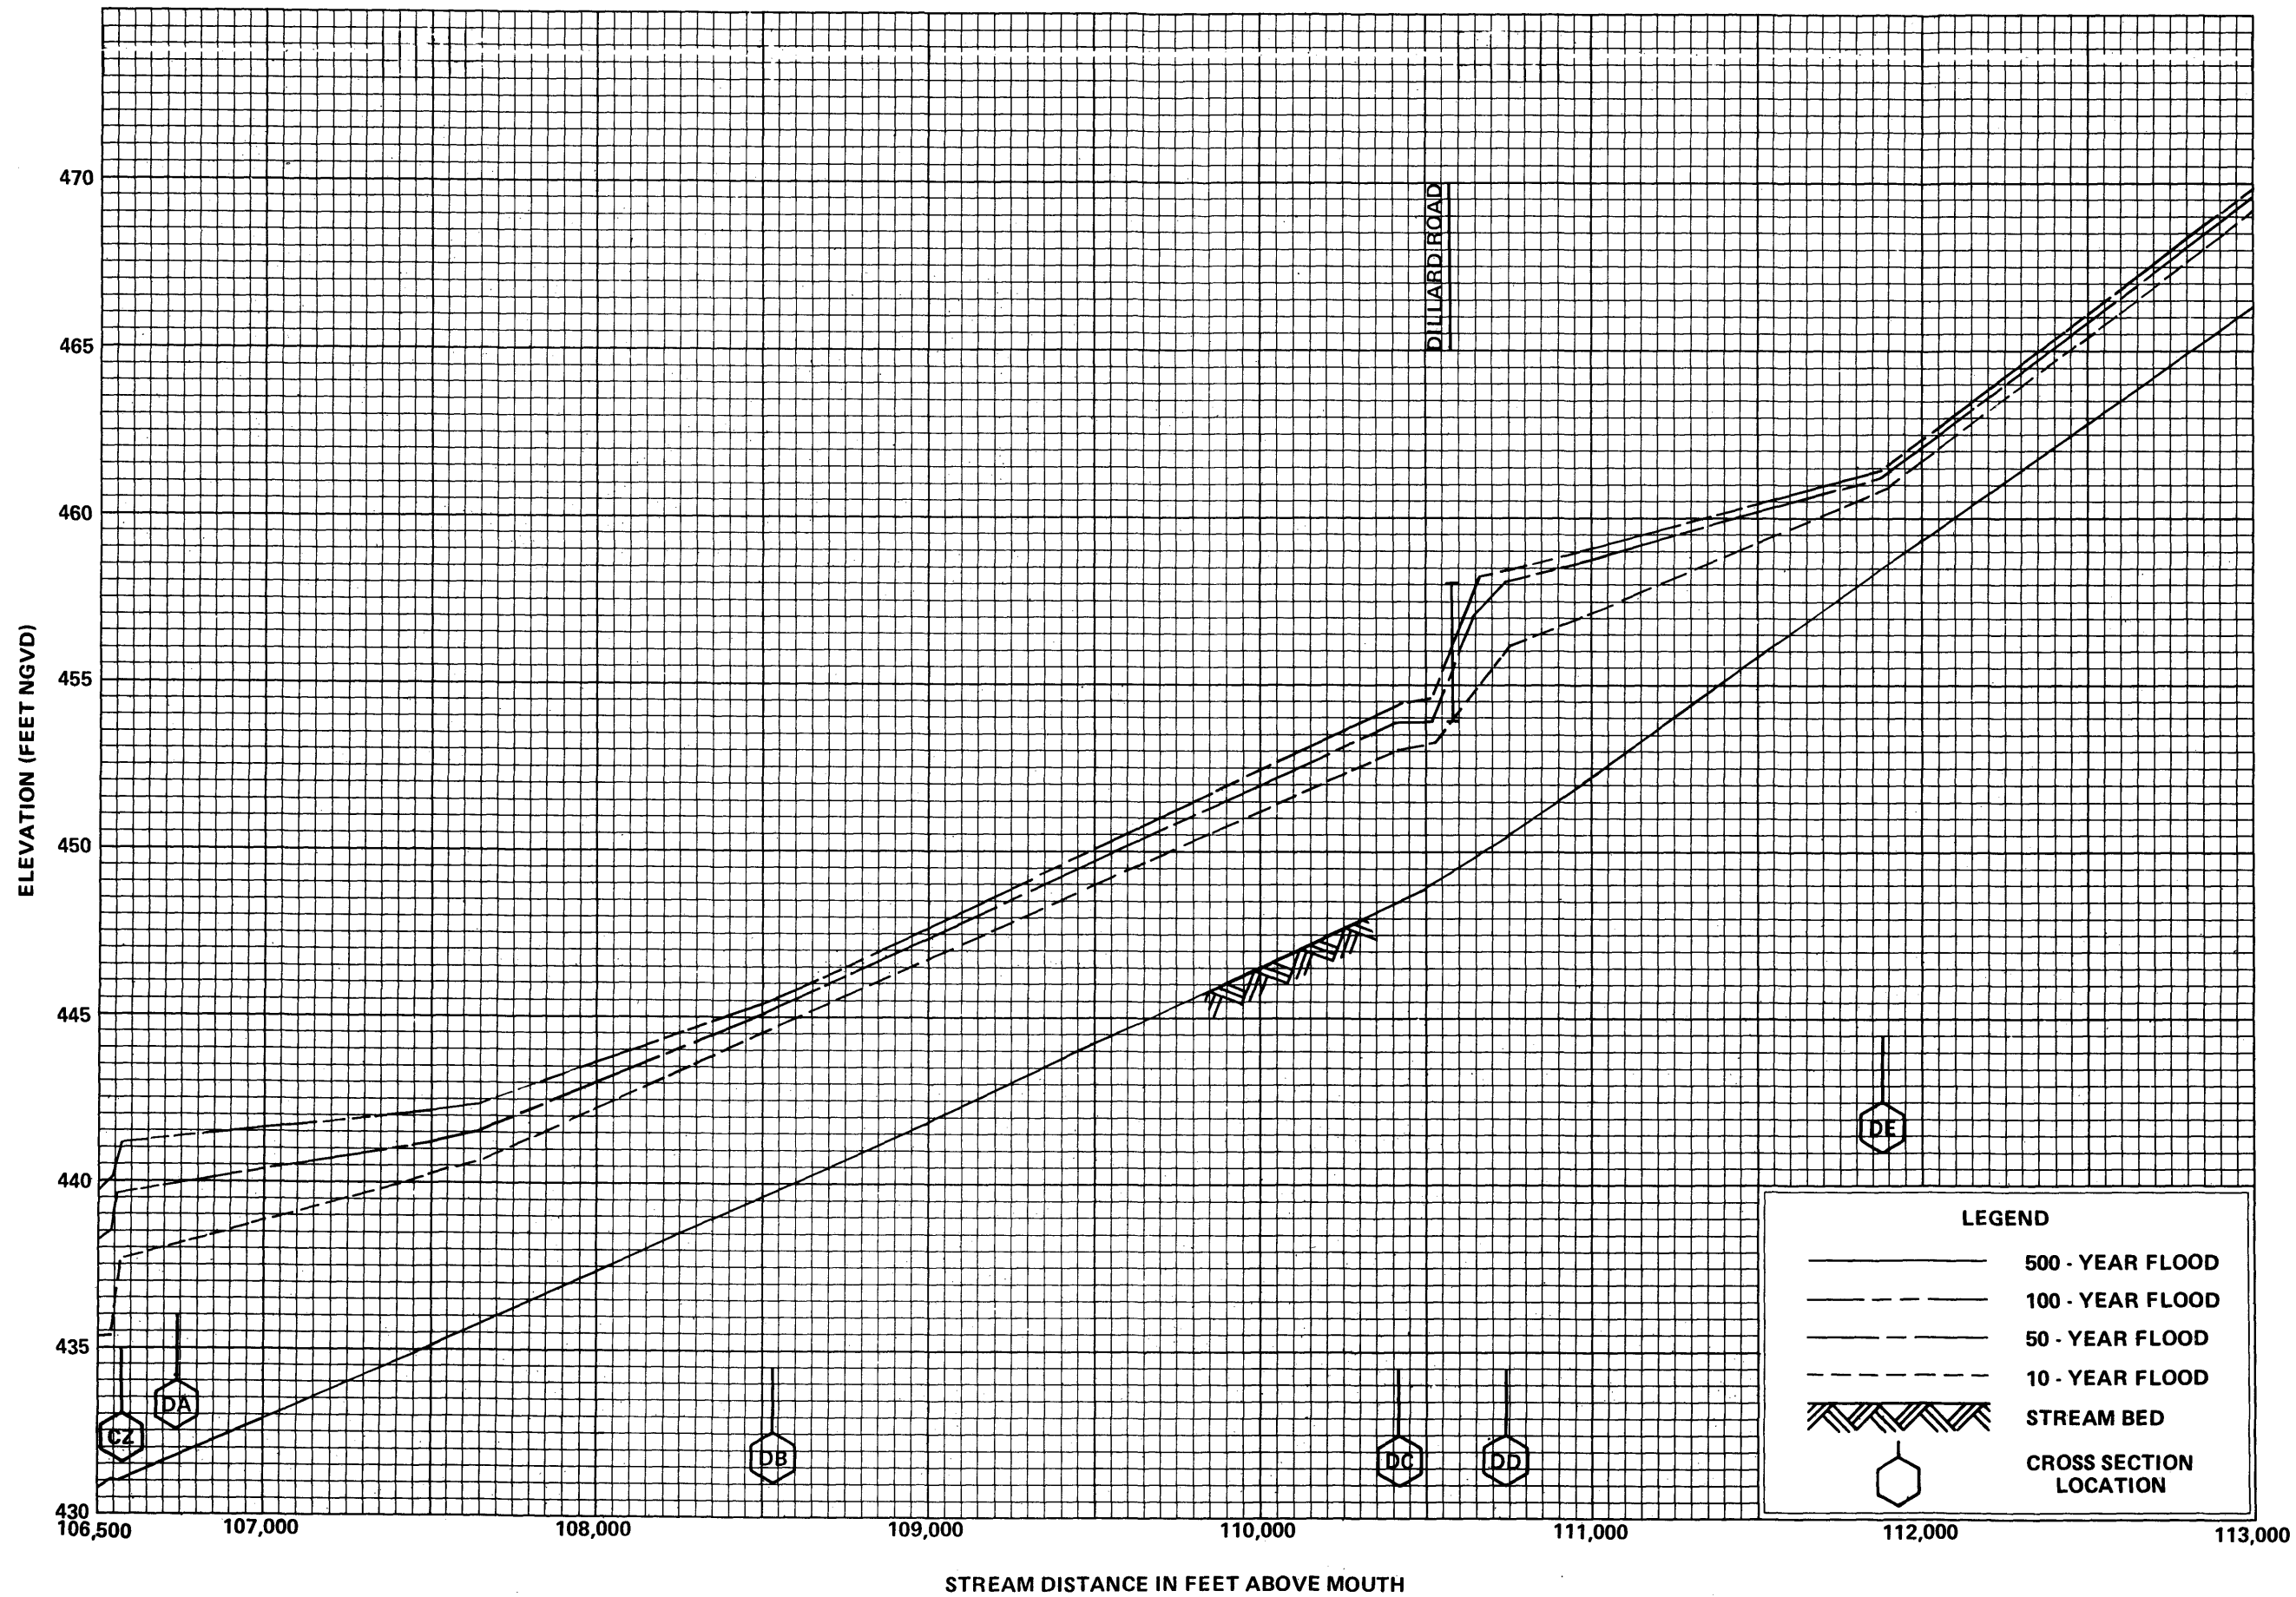 ELEVATION (FEET NGVD)
470
465
460
455
450
445
440
435
430
DILLARD ROAD
CZ
DA
DB
DC
DD
DE
106,500
107,000
108,000
109,000
110,000
111,000
112,000
113,000
STREAM DISTANCE IN FEET ABOVE MOUTH
LEGEND
500 - YEAR FLOOD
100 - YEAR FLOOD
50 - YEAR FLOOD
10 - YEAR FLOOD
STREAM BED
CROSS SECTION
LOCATION